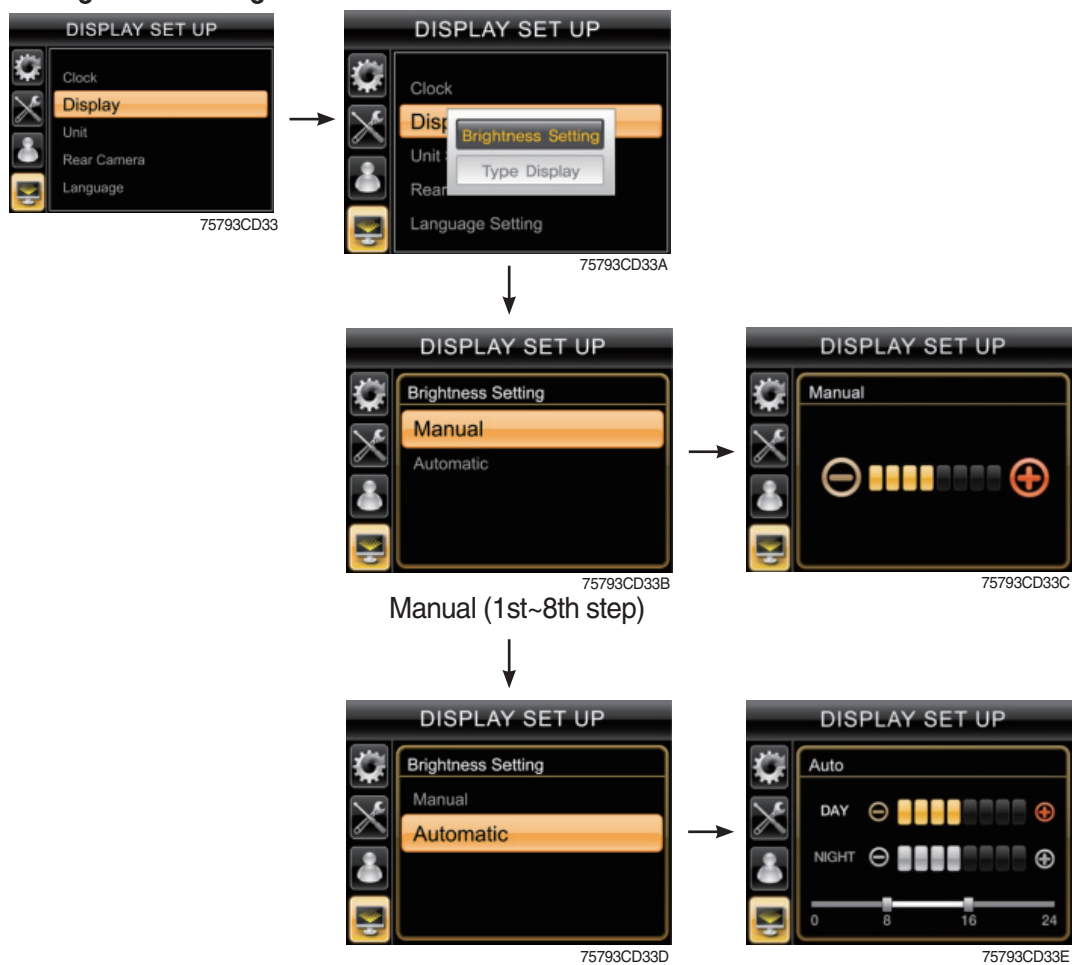 DISPLAY SET UP
Clock
Display
Unit
Rear Camera
Language
75793CD33
DISPLAY SET UP
Clock
Disp
Brightness Setting
Unit
Type Display
Rear
Language Setting
75793CD33A
DISPLAY SET UP
Brightness Setting
Manual
Automatic
75793CD33B
Manual (1st~8th step)
DISPLAY SET UP
Manual
75793CD33C
DISPLAY SET UP
Brightness Setting
Manual
Automatic
75793CD33D
DISPLAY SET UP
Auto
DAY
NIGHT
0 8 16 24
75793CD33E